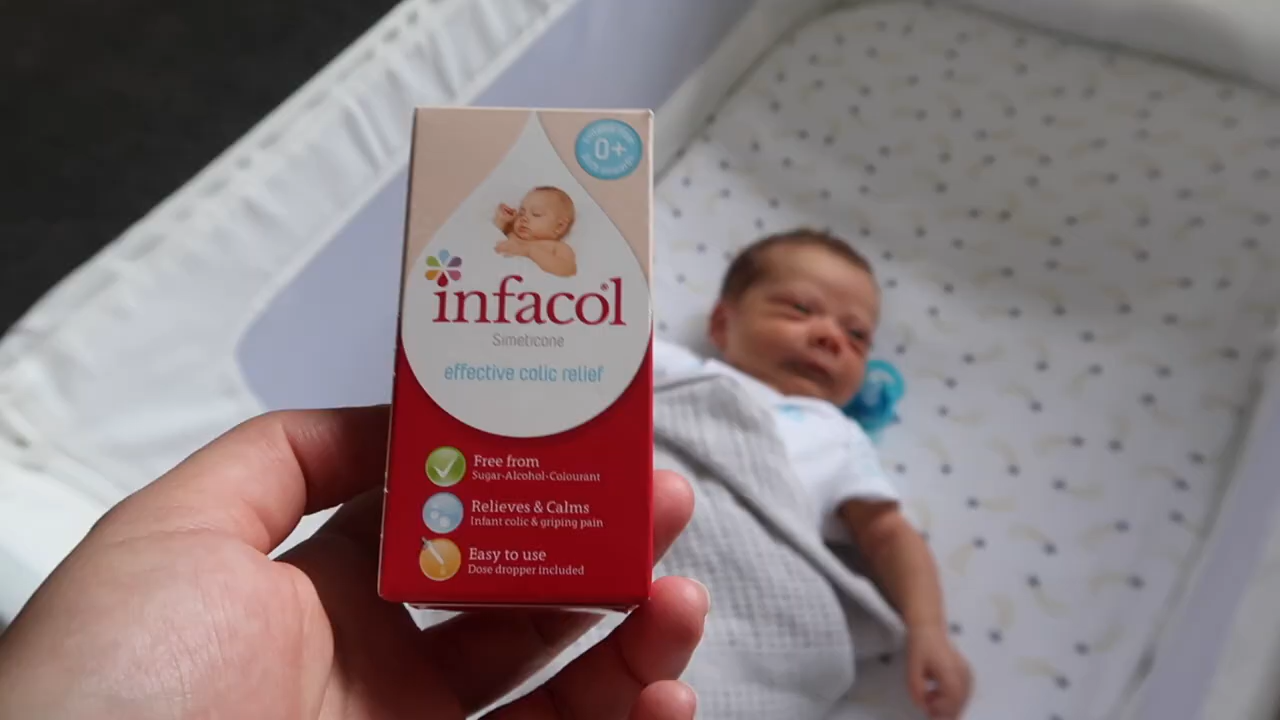 0+
infacol
Simeticone
effective colic relief
Free from
Sugar-Alcohol-Colourant
Relieves & Calms
Infant colic & griping pain
Easy to use
Dose dropper included